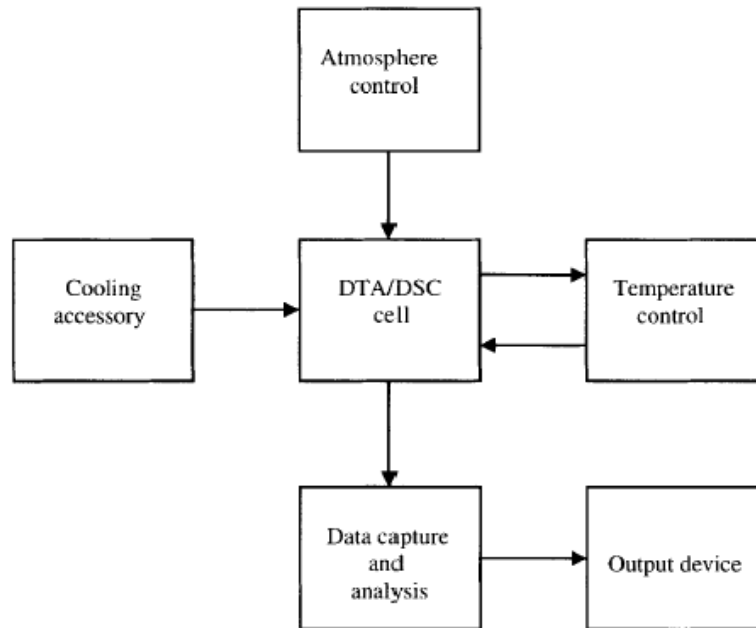 Atmosphere
control
Cooling
accessory
DTA/DSC
cell
Temperature
control
Data capture
and
analysis
Output device